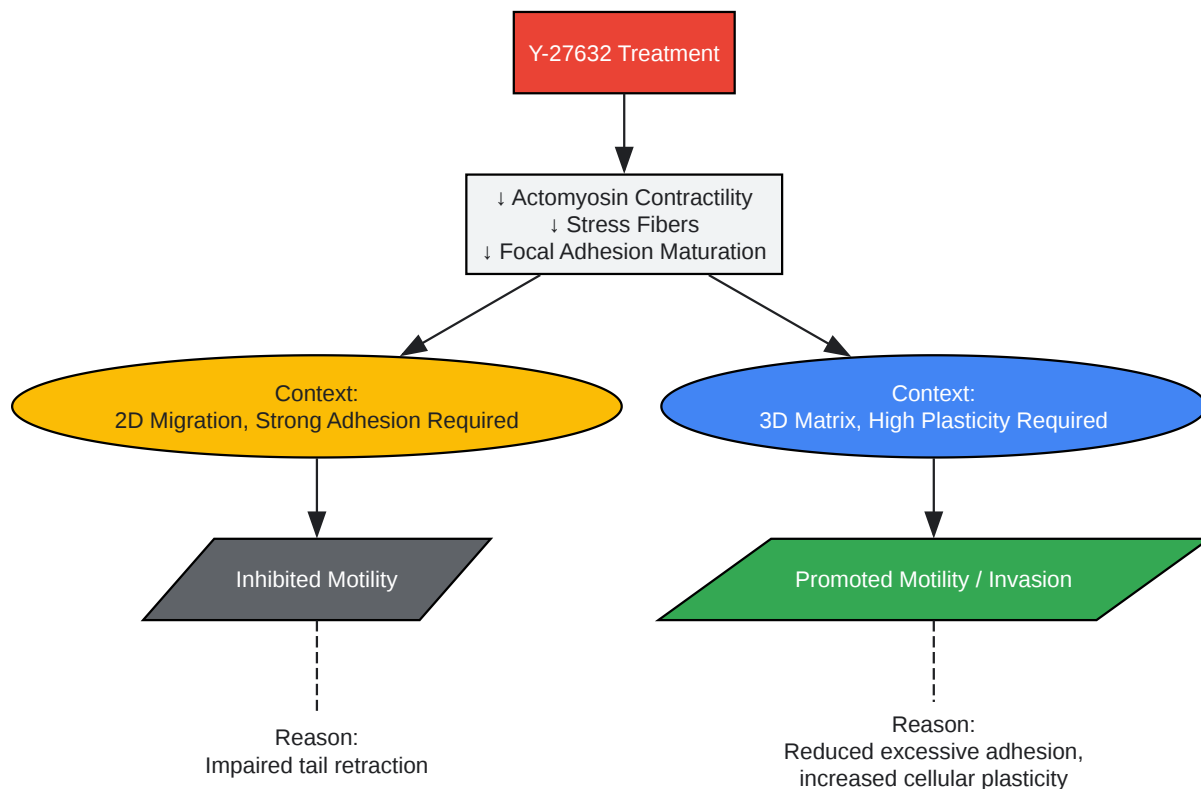 Y-27632 Treatment
↓ Actomyosin Contractility
↓ Stress Fibers
↓ Focal Adhesion Maturation
Context:
2D Migration, Strong Adhesion Required
Context:
3D Matrix, High Plasticity Required
Inhibited Motility
Promoted Motility / Invasion
Reason:
Impaired tail retraction
Reason:
Reduced excessive adhesion,
increased cellular plasticity